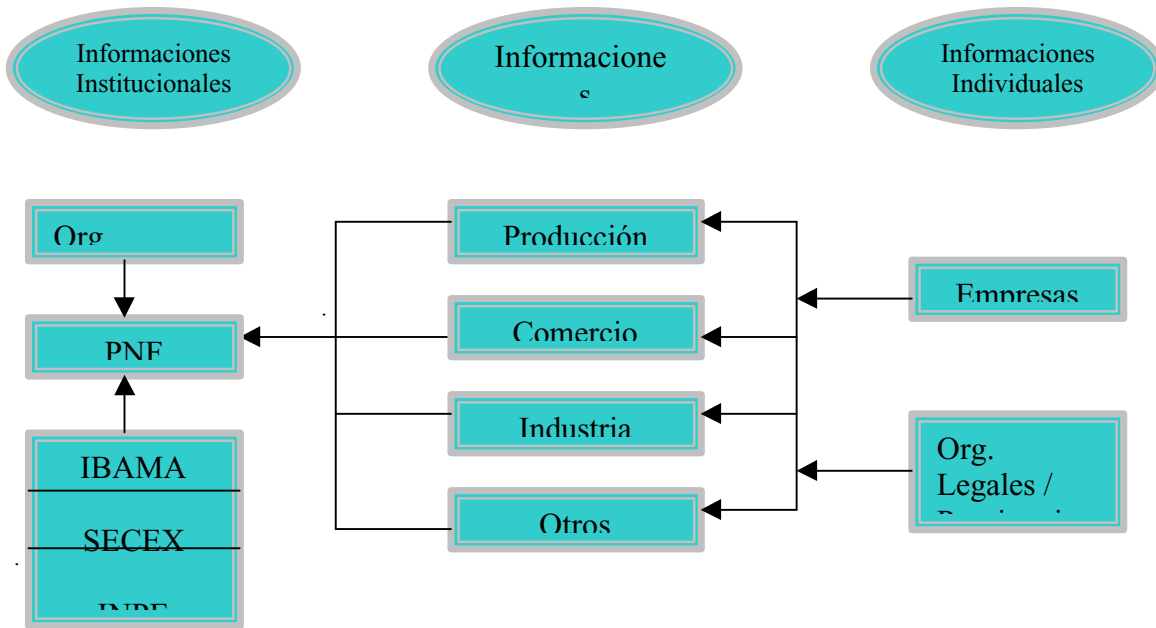 Informaciones
Institucionales
Informacione
s
Informaciones
Individuales
Org
Producción
Empresas
PNF
Comercio
Industria
Org.
Legales /
IBAMA
SECEX
Otros